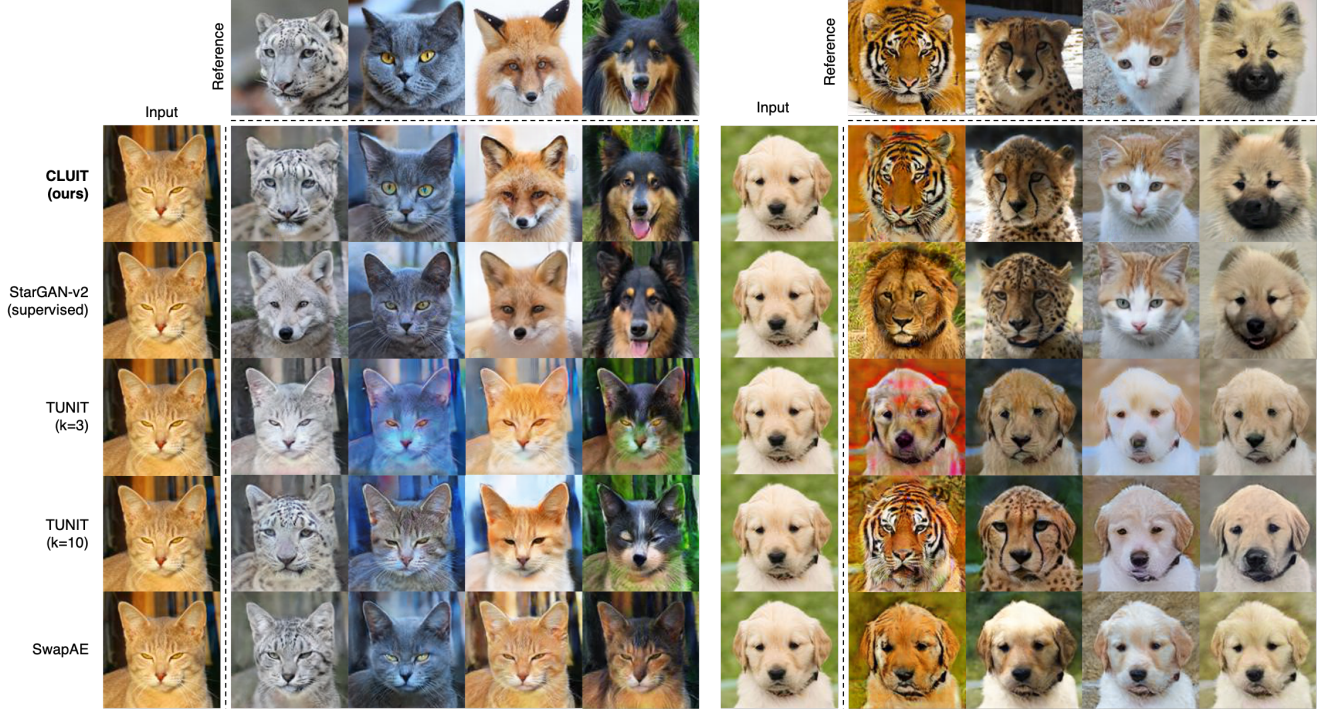 Reference
Reference
Input
Input
CLUIT
(ours)
StarGAN-v2
(supervised)
TUNIT
(k=3)
TUNIT
(k=10)
SwapAE